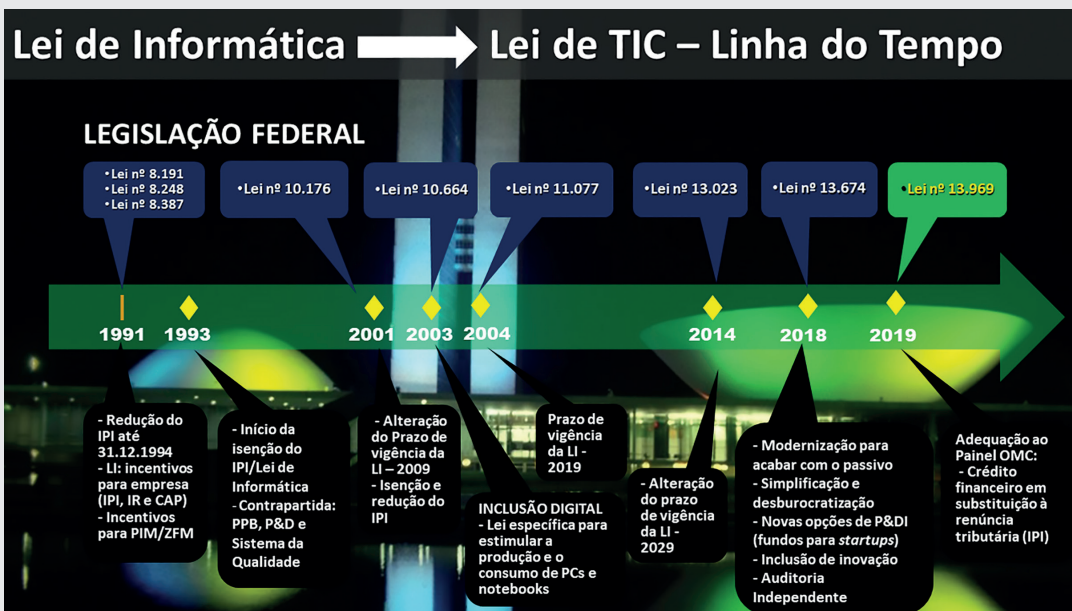 Lei de Informática
Lei de TIC – Linha do Tempo
LEGISLAÇÃO FEDERAL
•Lei nº 8.191
•Lei nº 8.248
•Lei nº 8.387
•Lei nº 10.176
•Lei nº 10.664
•Lei nº 11.077
•Lei nº 13.023
•Lei nº 13.674
•Lei nº 13.969
1991
1993
2001
2003
2004
2014
2018
2019
- Redução do
IPI até
31.12.1994
- LI: incentivos
para empresa
(IPI, IR e CAP)
- Incentivos
para PIM/ZFM
- Início da
isenção do
IPI/Lei de
Informática
- Contrapartida:
PPB, P&D e
Sistema da
Qualidade
- Alteração
do Prazo de
vigência da
LI – 2009
- Isenção e
redução do
IPI
INCLUSÃO DIGITAL
- Lei específica para
estimular a
produção e o
consumo de PCs e
notebooks
Prazo de
vigência
da LI -
2019
- Alteração
do prazo
de vigência
da LI -
2029
- Modernização para
acabar com o passivo
- Simplificação e
desburocratização
- Novas opções de P&DI
(fundos para startups)
- Inclusão de inovação
- Auditoria
Independente
Adequação ao
Painel OMC:
- Crédito
financeiro em
substituição à
renúncia
tributária (IPI)